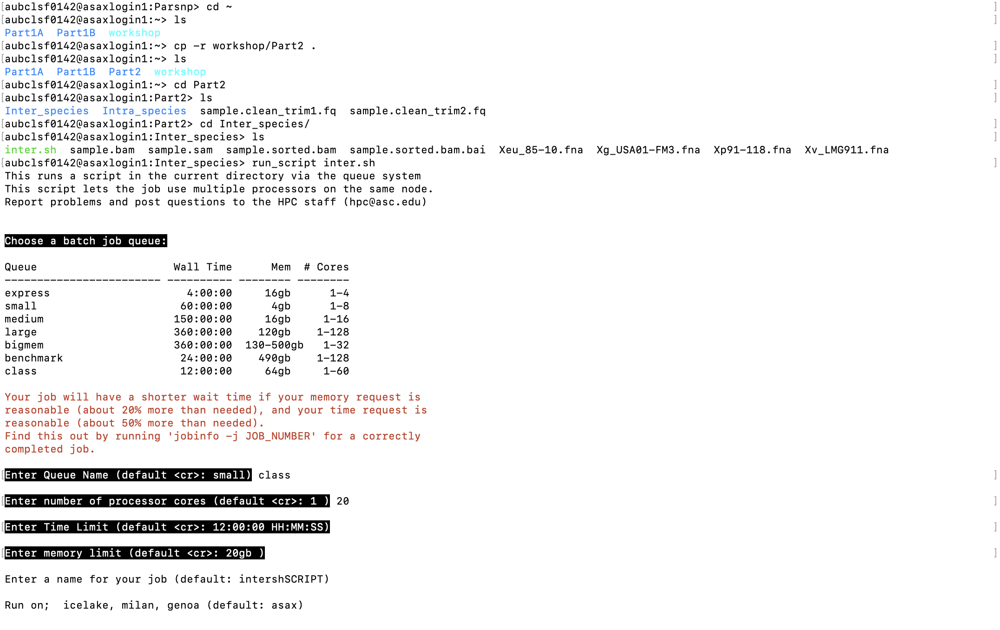 [aubclsf0142@asaxlogin1:Parsnp> cd ~ ]
[aubclsf0142@asaxlogin1:~> ls ]
Part1A  Part1B  workshop
[aubclsf0142@asaxlogin1:~> cp -r workshop/Part2 . ]
[aubclsf0142@asaxlogin1:~> ls ]
Part1A  Part1B  Part2  workshop
[aubclsf0142@asaxlogin1:~> cd Part2 ]
[aubclsf0142@asaxlogin1:Part2> ls ]
Inter_species  Intra_species  sample.clean_trim1.fq  sample.clean_trim2.fq
[aubclsf0142@asaxlogin1:Part2> cd Inter_species/ ]
[aubclsf0142@asaxlogin1:Inter_species> ls ]
inter.sh  sample.bam  sample.sam  sample.sorted.bam  sample.sorted.bam.bai  Xeu_85-10.fna  Xg_USA01-FM3.fna  Xp91-118.fna  Xv_LMG911.fna
[aubclsf0142@asaxlogin1:Inter_species> run_script inter.sh ]
This runs a script in the current directory via the queue system
This script lets the job use multiple processors on the same node.
Report problems and post questions to the HPC staff (hpc@asc.edu)
Choose a batch job queue:
Queue                     Wall Time      Mem  # Cores
------------------------ ---------- -------- --------
express                     4:00:00     16gb      1-4
small                      60:00:00      4gb      1-8
medium                    150:00:00     16gb     1-16
large                     360:00:00    120gb    1-128
bigmem                    360:00:00  130-500gb   1-32
benchmark                  24:00:00    490gb    1-128
class                      12:00:00     64gb     1-60
Your job will have a shorter wait time if your memory request is
reasonable (about 20% more than needed), and your time request is
reasonable (about 50% more than needed).
Find this out by running 'jobinfo -j JOB_NUMBER' for a correctly
completed job.
[Enter Queue Name (default <cr>: small) class ]
[Enter number of processor cores (default <cr>: 1 ) 20 ]
[Enter Time Limit (default <cr>: 12:00:00 HH:MM:SS) ]
[Enter memory limit (default <cr>: 20gb ) ]
Enter a name for your job (default: intershSCRIPT)
Run on;  icelake, milan, genoa (default: asax)